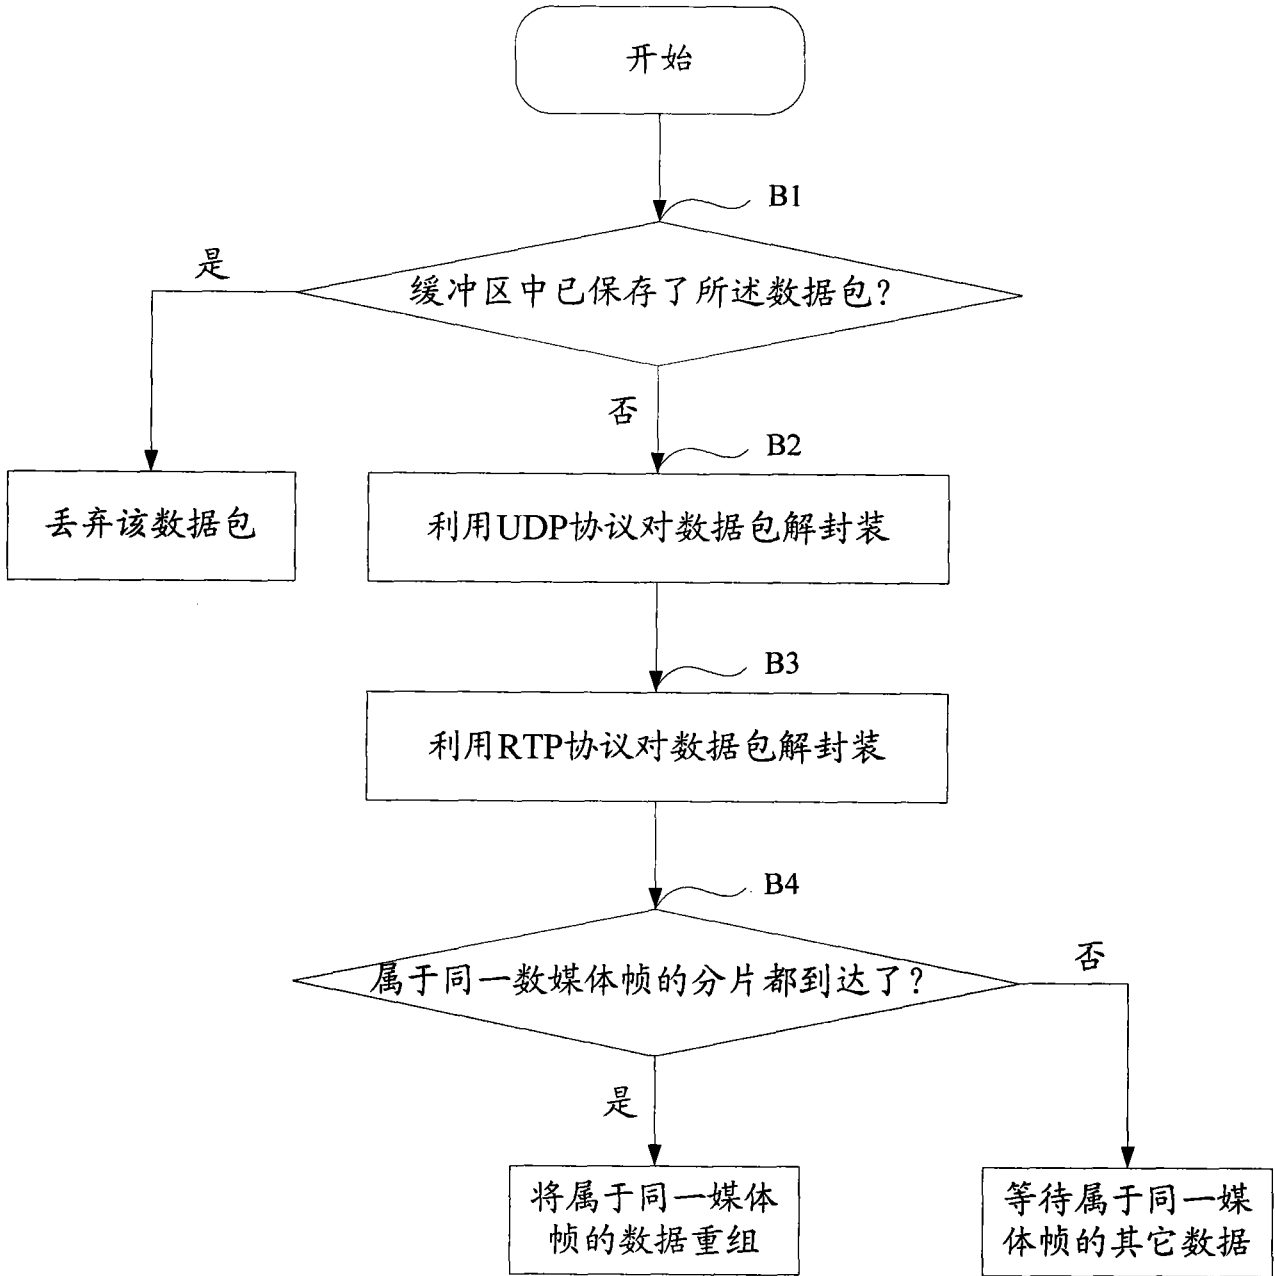 开始
B1
是
缓冲区中已保存了所述数据包?
否
B2
丢弃该数据包
利用UDP协议对数据包解封装
B3
利用RTP协议对数据包解封装
B4
属于同一数媒体帧的分片都到达了?
否
是
将属于同一媒体
帧的数据重组
等待属于同一媒
体帧的其它数据